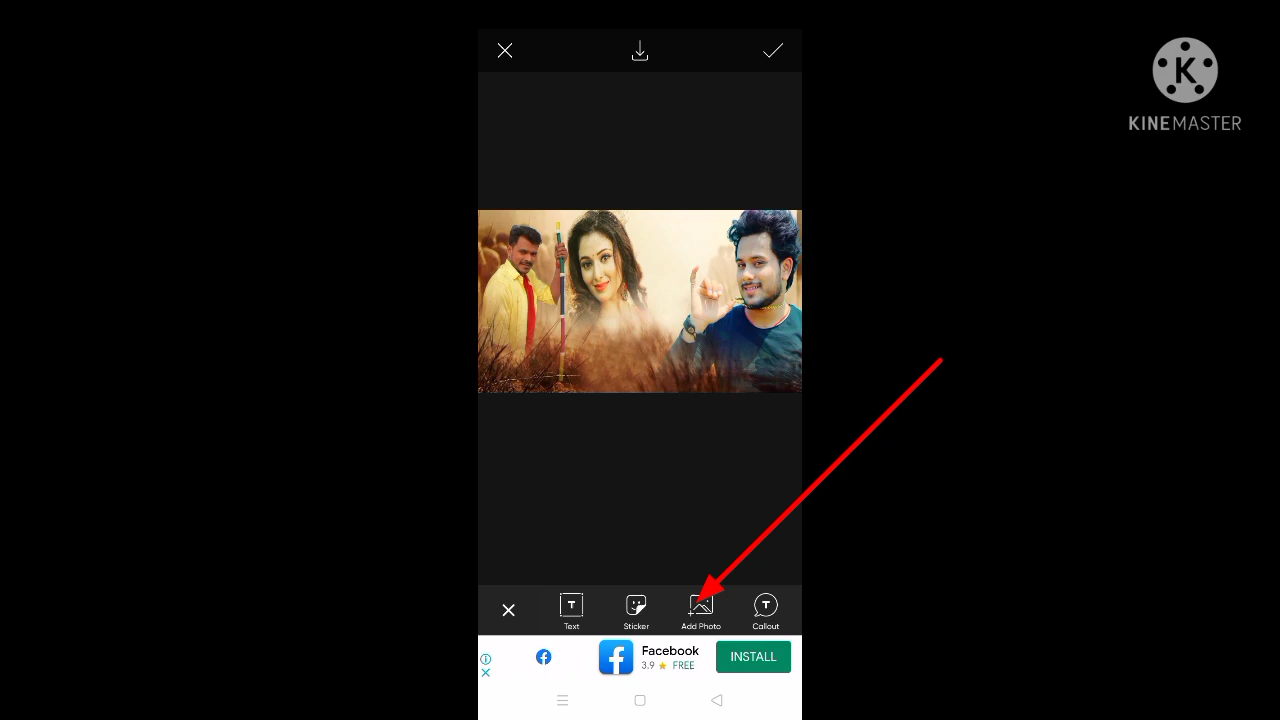 KINEMASTER
Text
Sticker
Add Photo
Callout
Facebook
3.9 ★ FREE
INSTALL